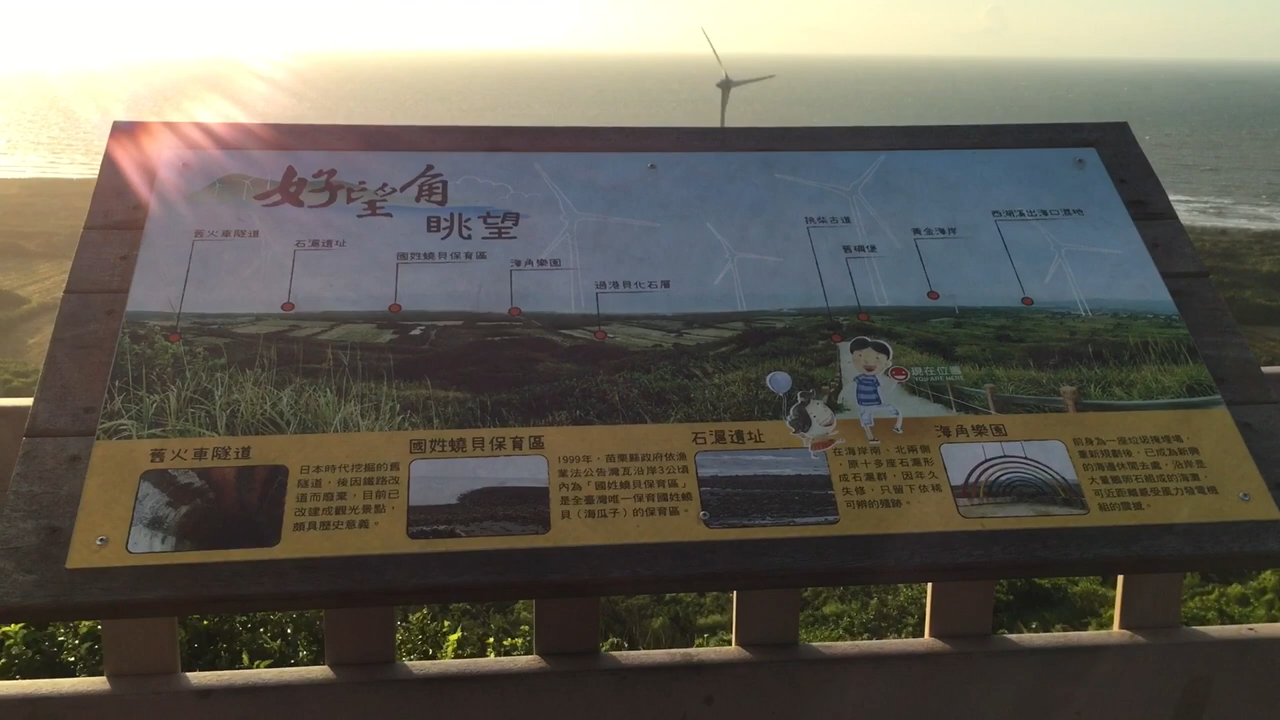 好望角
眺望
舊火車隧道
石滬遺址
國姓蟯貝保育區
海角樂園
過港貝化石層
挑柴古道
舊碉堡
黃金海岸
西湖溪出海口濕地
現在位置
YOU ARE HERE
舊火車隧道
日本時代挖掘的舊
隧道，後因鐵路改
道而廢棄，目前已
改建成觀光景點，
頗具歷史意義。
國姓蟯貝保育區
1999年，苗栗縣政府依漁
業法公告灣瓦沿岸3公頃
內為「國姓蟯貝保育區」
是全臺灣唯一保育國姓蟯
貝（海瓜子）的保育區。
石滬遺址
在海岸南、北兩側
，原十多座石滬形
成石滬群，因年久
失修，只留下依稀
可辨的殘跡。
海角樂園
前身為一座垃圾掩埋場，
重新規劃後，已成為新興
的海邊休閒去處，沿岸是
大量鵝卵石組成的海灘，
可近距離感受風力發電機
組的震撼。